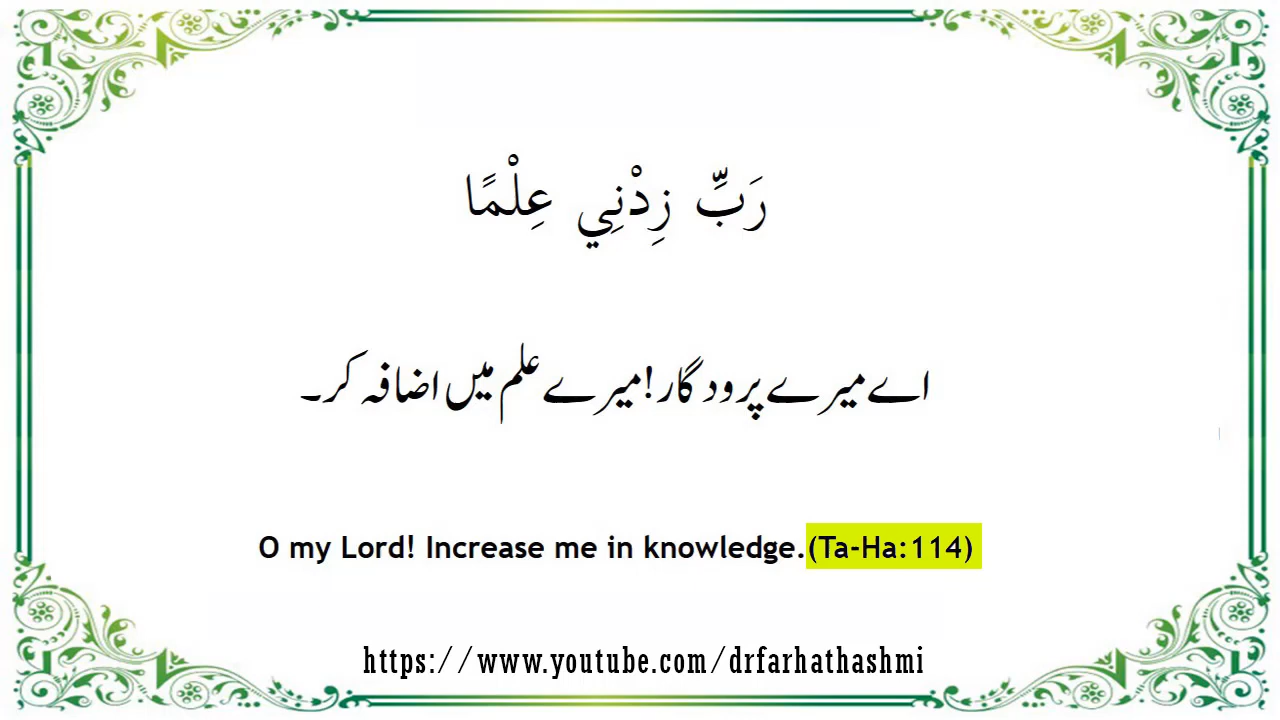 رَبِّ زِدْنِي عِلْمًا
اے میرے پرودگار!میرے علم میں اضافہ کر۔
O my Lord! Increase me in knowledge.(Ta-Ha:114)
https://www.youtube.com/drfarhathashmi